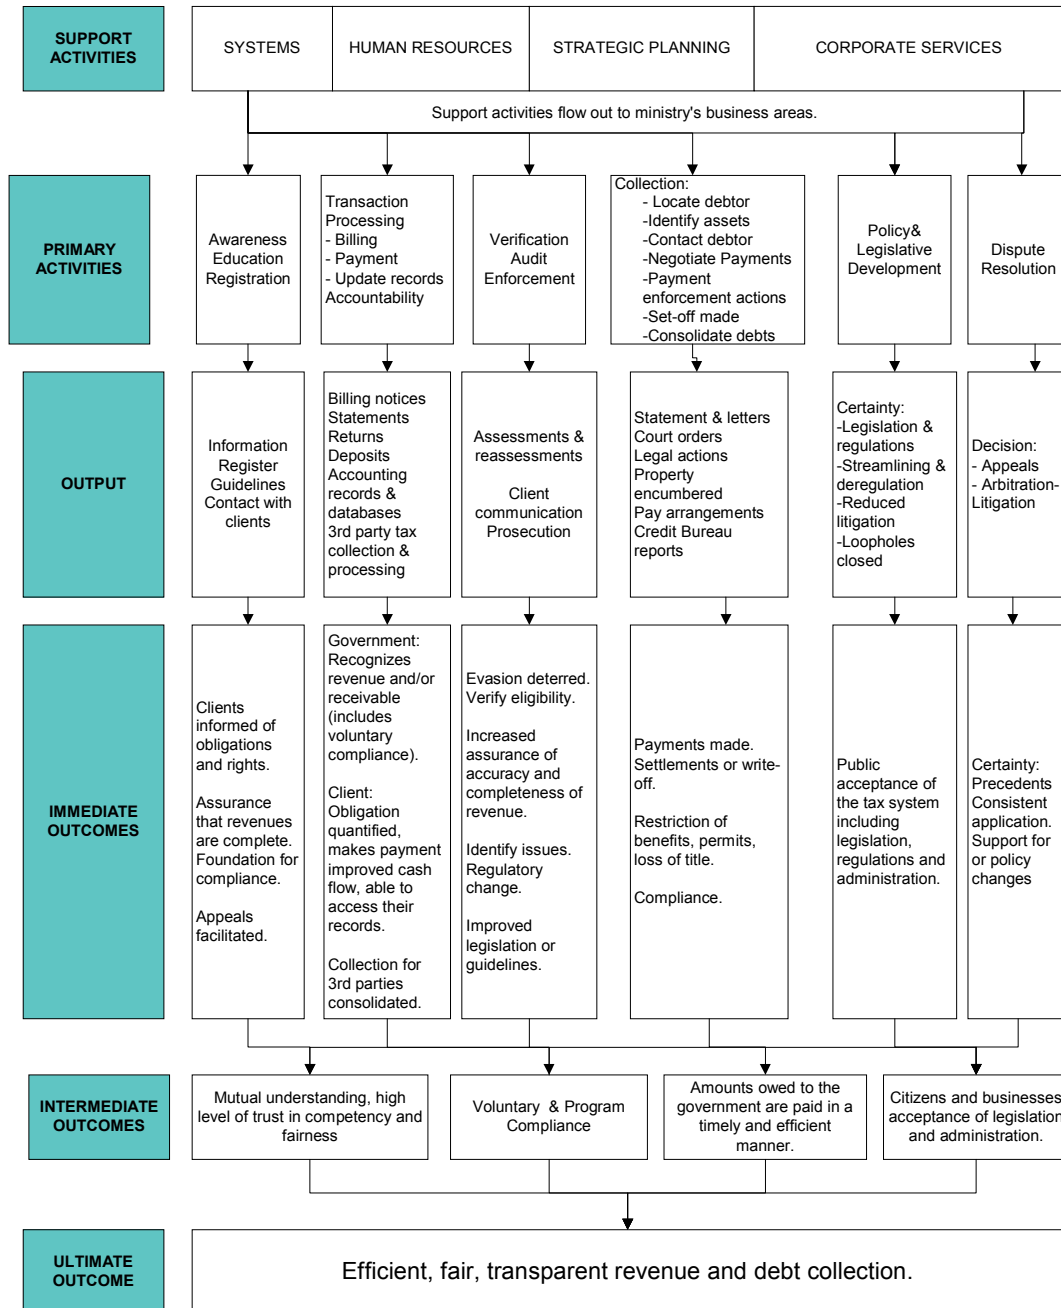 SUPPORT
ACTIVITIES
SYSTEMS
HUMAN RESOURCES
STRATEGIC PLANNING
CORPORATE SERVICES
Support activities flow out to ministry's business areas.
PRIMARY
ACTIVITIES
Awareness
Education
Registration
Transaction
Processing
- Billing
- Payment
- Update records
Accountability
Verification
Audit
Enforcement
Collection:
- Locate debtor
-Identify assets
-Contact debtor
-Negotiate Payments
-Payment
enforcement actions
-Set-off made
-Consolidate debts
Policy&
Legislative
Development
Dispute
Resolution
OUTPUT
Information
Register
Guidelines
Contact with
clients
Billing notices
Statements
Returns
Deposits
Accounting
records &
databases
3rd party tax
collection &
processing
Assessments &
reassessments
Client
communication
Prosecution
Statement & letters
Court orders
Legal actions
Property
encumbered
Pay arrangements
Credit Bureau
reports
Certainty:
-Legislation &
regulations
-Streamlining &
deregulation
-Reduced
litigation
-Loopholes
closed
Decision:
- Appeals
- Arbitration-
Litigation
IMMEDIATE
OUTCOMES
Clients
informed of
obligations
and rights.
Assurance
that revenues
are complete.
Foundation for
compliance.
Appeals
facilitated.
Government:
Recognizes
revenue and/or
receivable
(includes
voluntary
compliance).
Client:
Obligation
quantified,
makes payment
improved cash
flow, able to
access their
records.
Collection for
3rd parties
consolidated.
Evasion deterred.
Verify eligibility.
Increased
assurance of
accuracy and
completeness of
revenue.
Identify issues.
Regulatory
change.
Improved
legislation or
guidelines.
Payments made.
Settlements or write-
off.
Restriction of
benefits, permits,
loss of title.
Compliance.
Public
acceptance of
the tax system
including
legislation,
regulations and
administration.
Certainty:
Precedents
Consistent
application.
Support for
or policy
changes
INTERMEDIATE
OUTCOMES
Mutual understanding, high
level of trust in competency and
fairness
Voluntary & Program
Compliance
Amounts owed to the
government are paid in a
timely and efficient
manner.
Citizens and businesses
acceptance of legislation
and administration.
ULTIMATE
OUTCOME
Efficient, fair, transparent revenue and debt collection.